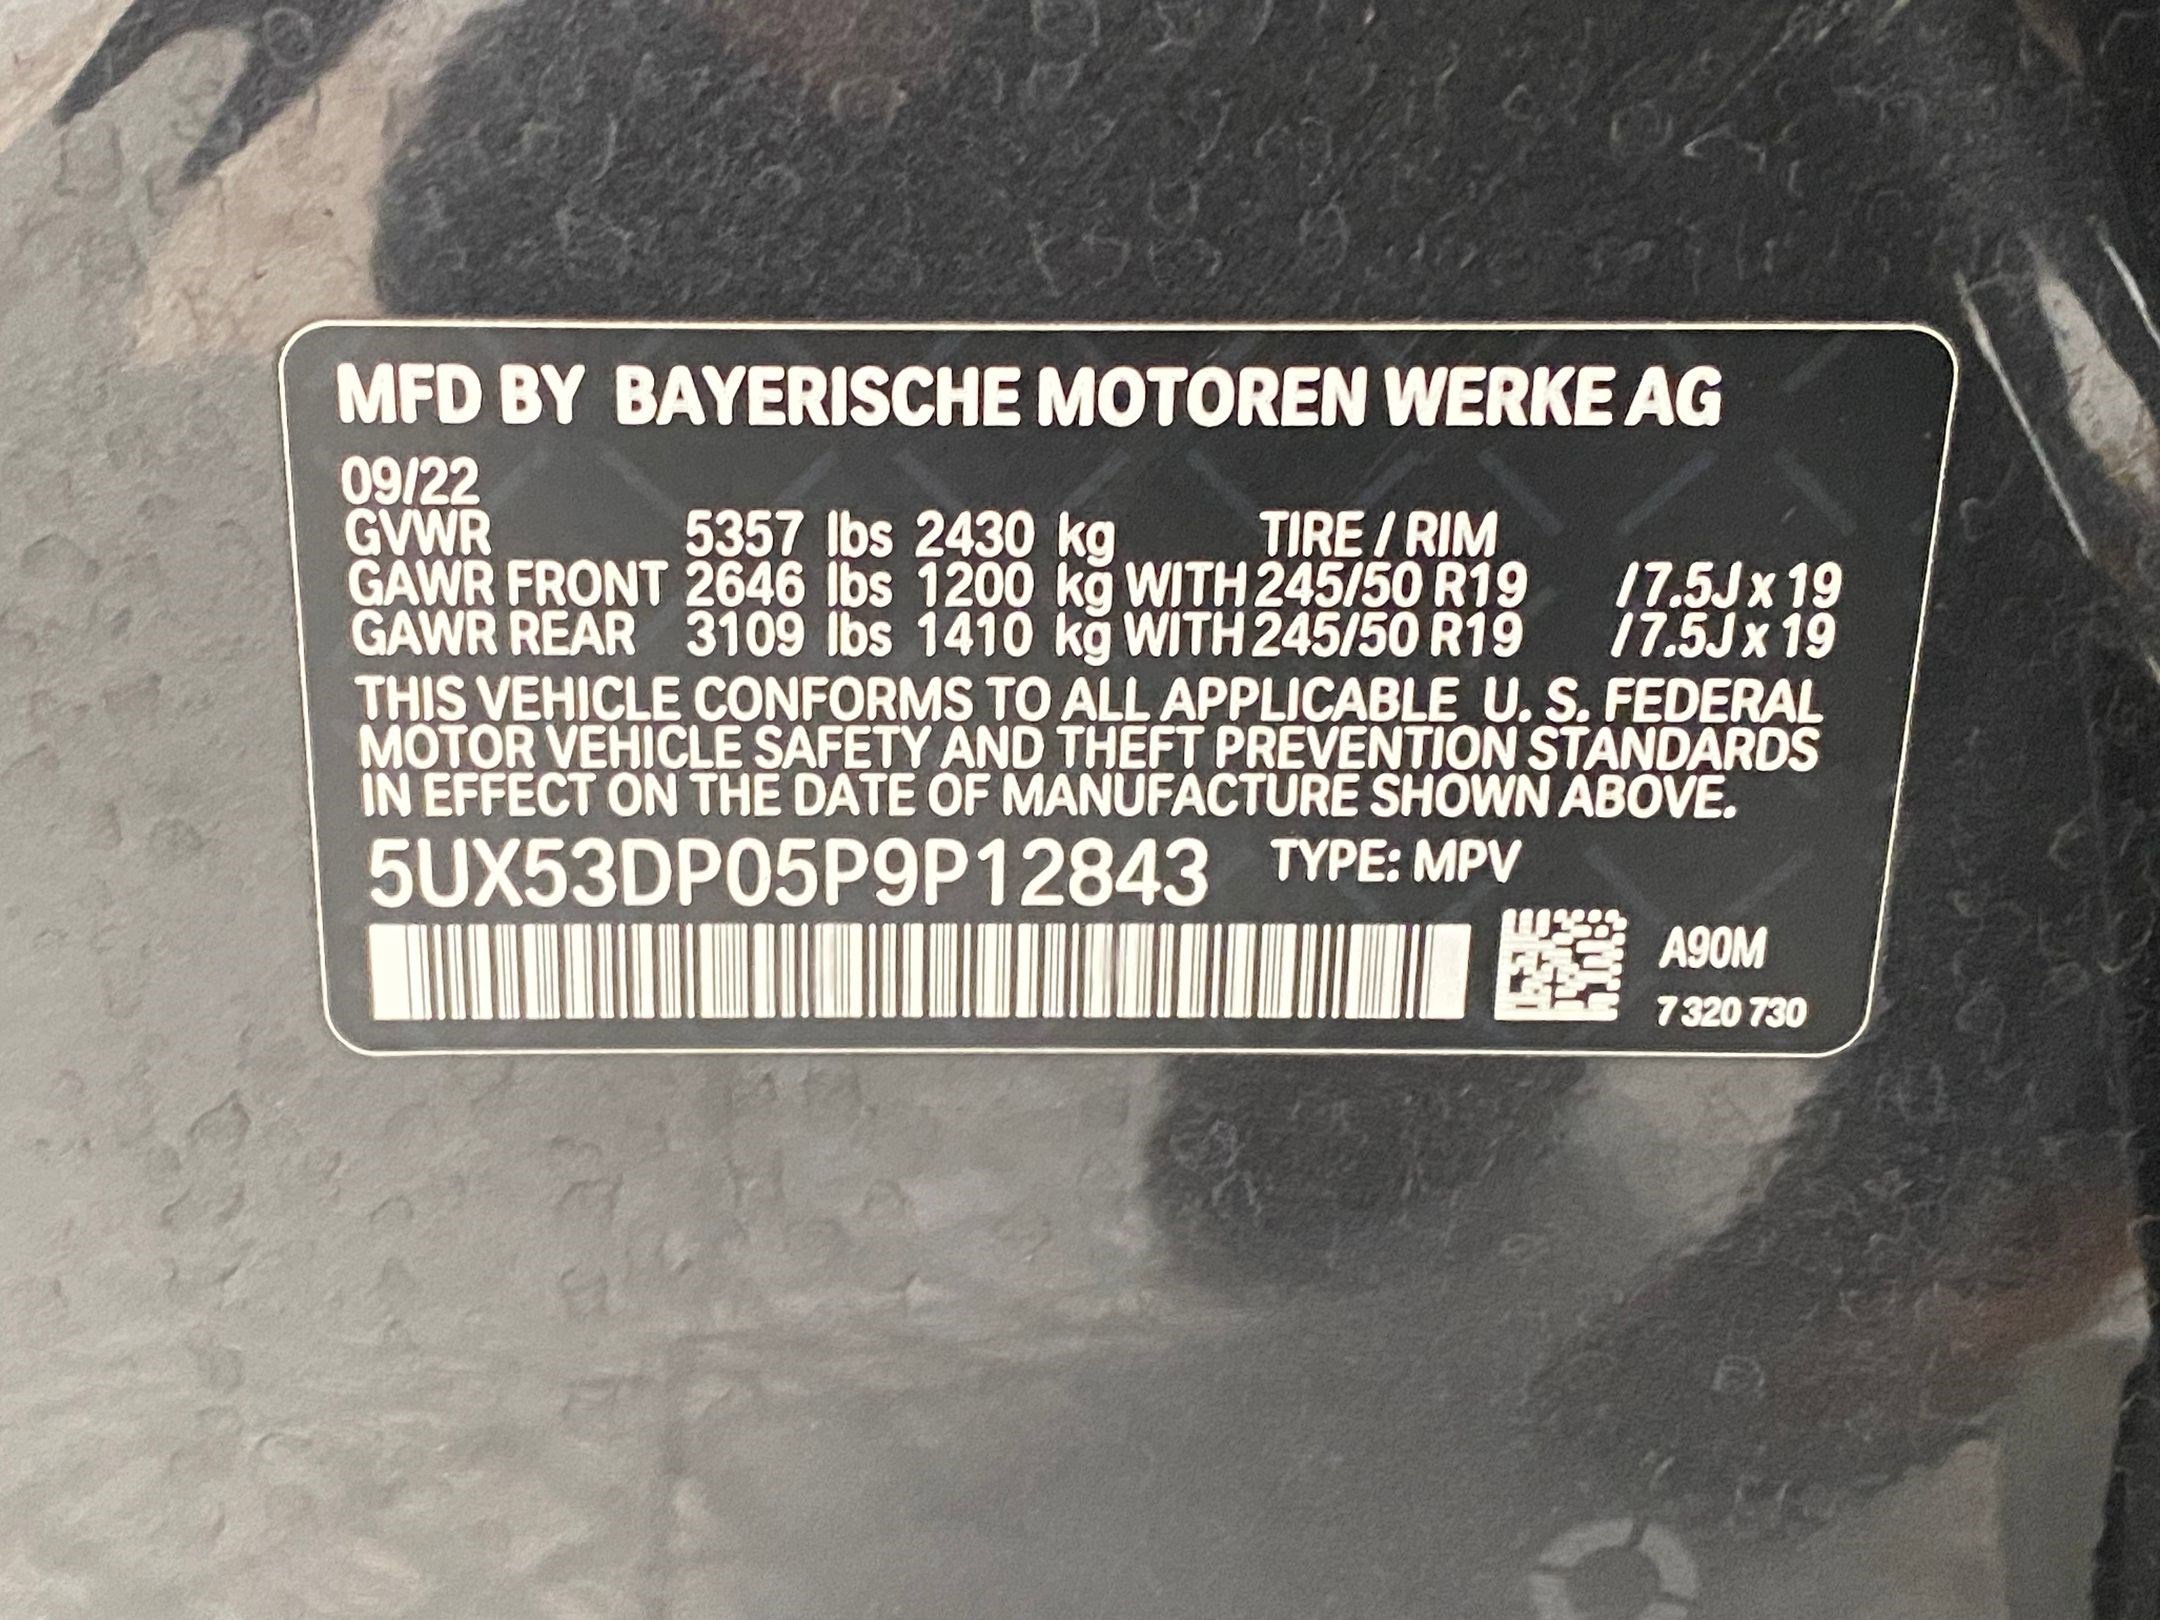 MFD BY BAYERISCHE MOTOREN WERKE AG
09/22
GVWR 5357 lbs 2430 kg TIRE / RIM
GAWR FRONT 2646 lbs 1200 kg WITH 245/50 R19 / 7.5J x 19
GAWR REAR 3109 lbs 1410 kg WITH 245/50 R19 / 7.5J x 19
THIS VEHICLE CONFORMS TO ALL APPLICABLE U. S. FEDERAL
MOTOR VEHICLE SAFETY AND THEFT PREVENTION STANDARDS
IN EFFECT ON THE DATE OF MANUFACTURE SHOWN ABOVE.
5UX53DP05P9P12843 TYPE: MPV
A90M
7 320 730